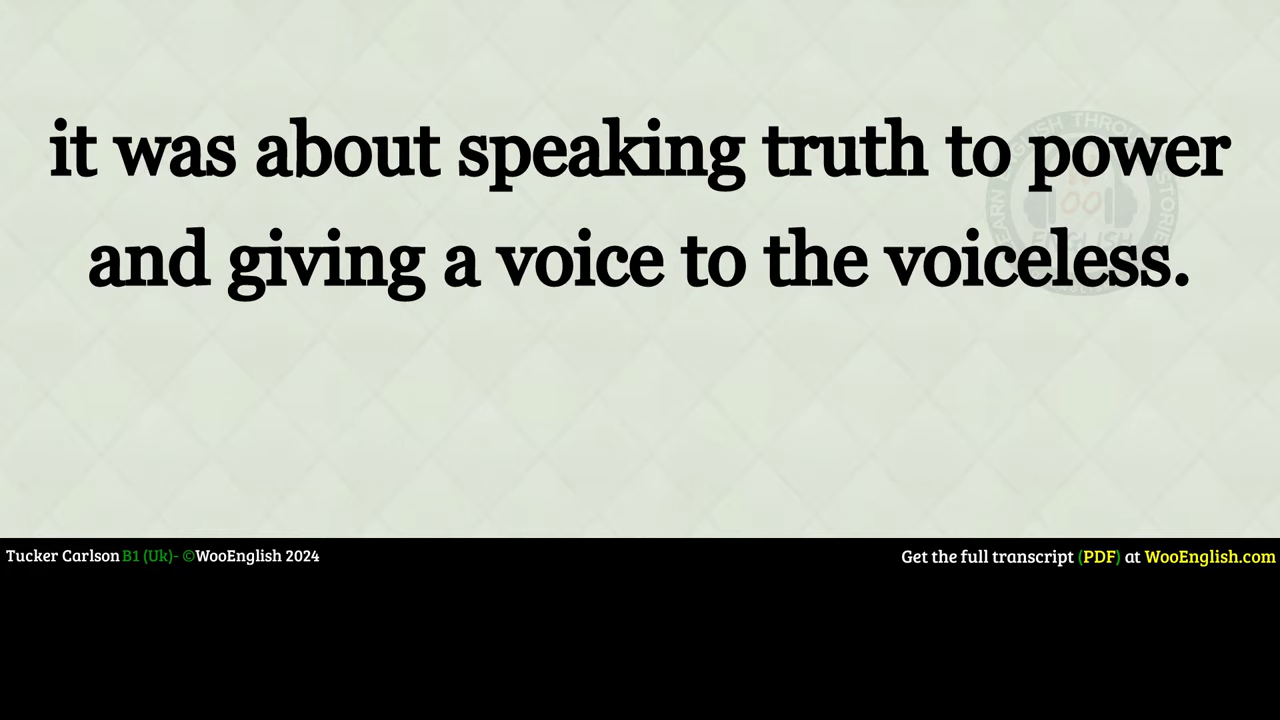 it was about speaking truth to power
and giving a voice to the voiceless.
Tucker Carlson B1 (Uk)- ©WooEnglish 2024
Get the full transcript (PDF) at WooEnglish.com